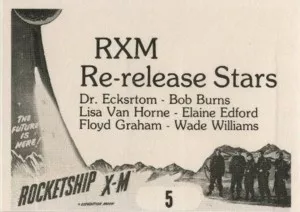 RXM
Re-release Stars
Dr. Ecksrtom - Bob Burns
Lisa Van Horne - Elaine Edford
Floyd Graham - Wade Williams
THE
FUTURE
IS
HERE!
ROCKETSHIP X-M
5